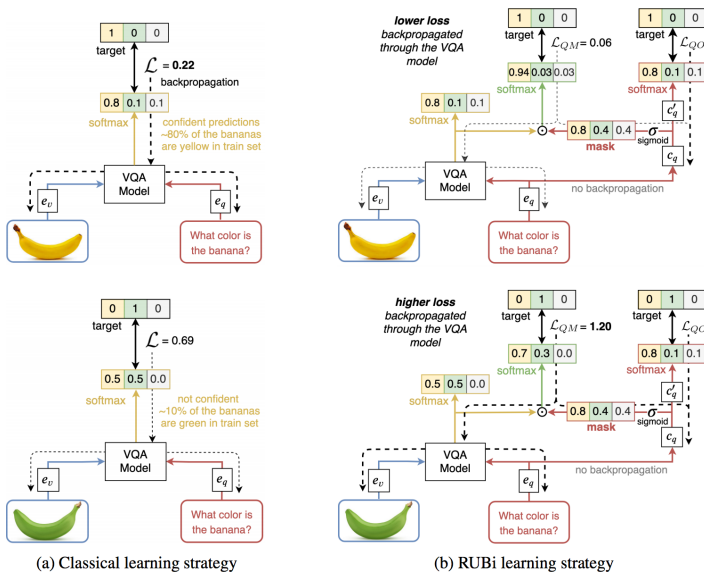 1 0 0
target
ℒ = 0.22
backpropagation
0.8 0.1 0.1
softmax
confident predictions
~80% of the bananas
are yellow in train set
VQA
Model
e_v
e_q
What color is
the banana?
0 1 0
target
ℒ = 0.69
0.5 0.5 0.0
softmax
not confident
~10% of the bananas
are green in train set
VQA
Model
e_v
e_q
What color is
the banana?
(a) Classical learning strategy
lower loss
backpropagated
through the VQA
model
1 0 0
target
ℒ_QM = 0.06
0.94 0.03 0.03
softmax
1 0 0
target
ℒ_QO
0.8 0.1 0.1
softmax
c'_q
0.8 0.1 0.1
softmax
⊙
0.8 0.4 0.4
mask
σ
sigmoid
c_q
VQA
Model
no backpropagation
e_v
e_q
What color is
the banana?
higher loss
backpropagated
through the VQA
model
0 1 0
target
ℒ_QM = 1.20
0.7 0.3 0.0
softmax
0 1 0
target
ℒ_QO
0.8 0.1 0.1
softmax
c'_q
0.5 0.5 0.0
softmax
⊙
0.8 0.4 0.4
mask
σ
sigmoid
c_q
VQA
Model
no backpropagation
e_v
e_q
What color is
the banana?
(b) RUBi learning strategy